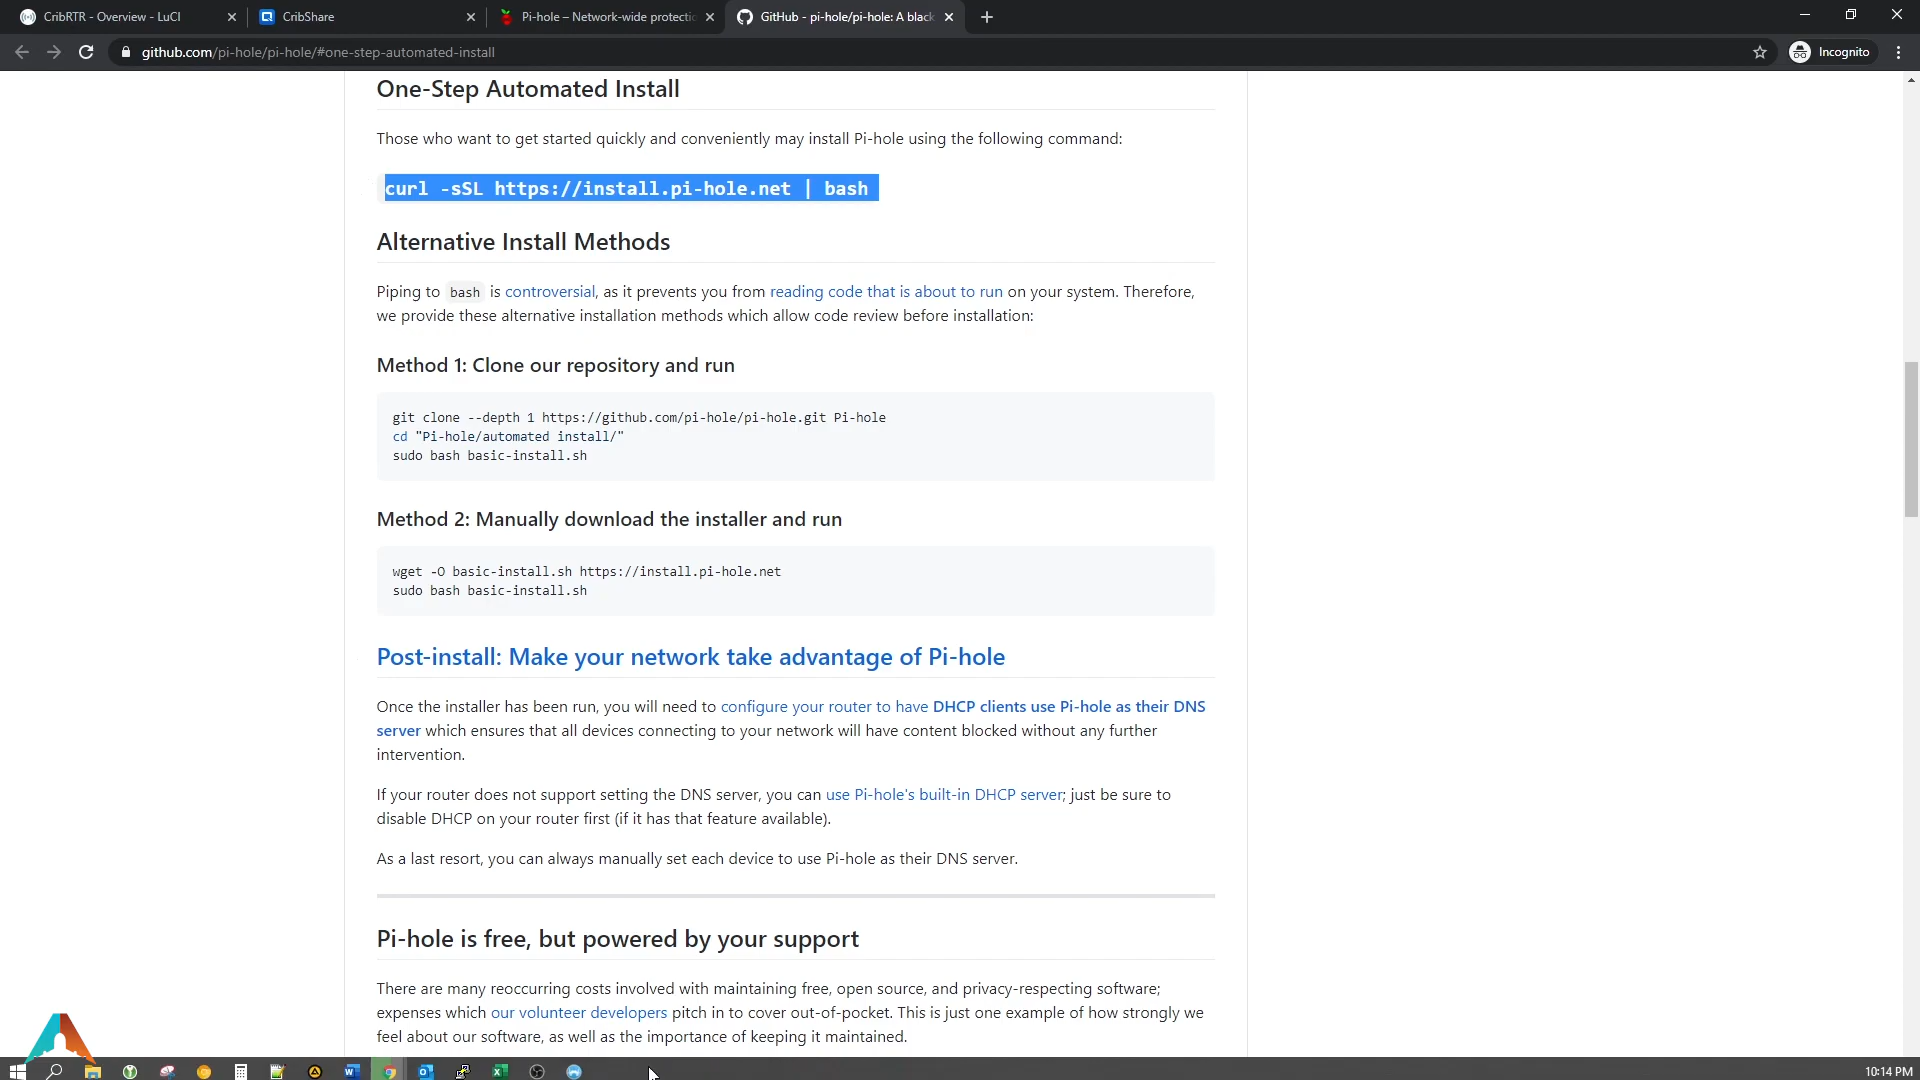 CribRTR - Overview - LuCI
CribShare
Pi-hole – Network-wide protectic
GitHub - pi-hole/pi-hole: A black
github.com/pi-hole/pi-hole/#one-step-automated-install
Incognito
One-Step Automated Install
Those who want to get started quickly and conveniently may install Pi-hole using the following command:
curl -sSL https://install.pi-hole.net | bash
Alternative Install Methods
Piping to bash is controversial, as it prevents you from reading code that is about to run on your system. Therefore,
we provide these alternative installation methods which allow code review before installation:
Method 1: Clone our repository and run
git clone --depth 1 https://github.com/pi-hole/pi-hole.git Pi-hole
cd "Pi-hole/automated install/"
sudo bash basic-install.sh
Method 2: Manually download the installer and run
wget -O basic-install.sh https://install.pi-hole.net
sudo bash basic-install.sh
Post-install: Make your network take advantage of Pi-hole
Once the installer has been run, you will need to configure your router to have DHCP clients use Pi-hole as their DNS
server which ensures that all devices connecting to your network will have content blocked without any further
intervention.
If your router does not support setting the DNS server, you can use Pi-hole's built-in DHCP server; just be sure to
disable DHCP on your router first (if it has that feature available).
As a last resort, you can always manually set each device to use Pi-hole as their DNS server.
Pi-hole is free, but powered by your support
There are many reoccuring costs involved with maintaining free, open source, and privacy-respecting software;
expenses which our volunteer developers pitch in to cover out-of-pocket. This is just one example of how strongly we
feel about our software, as well as the importance of keeping it maintained.
10:14 PM